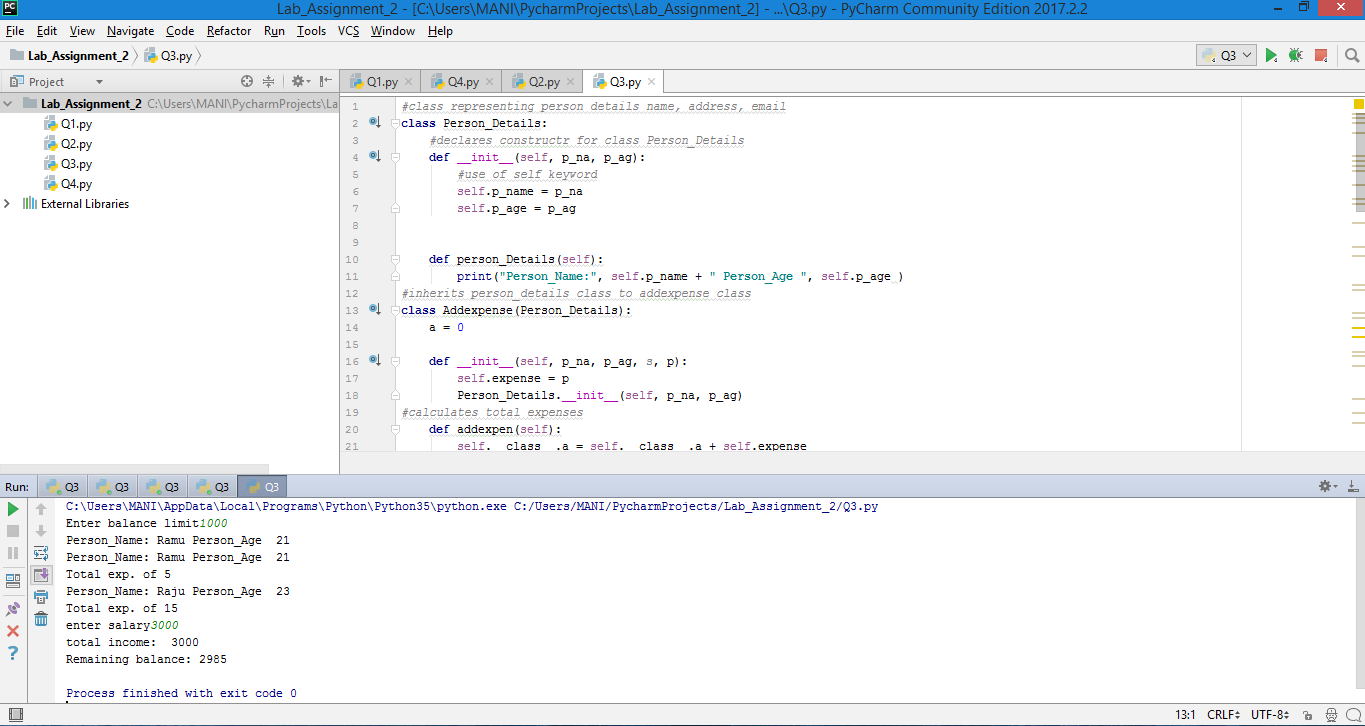 PC
Lab_Assignment_2 - [C:\Users\MANI\PycharmProjects\Lab_Assignment_2] - ...\Q3.py - PyCharm Community Edition 2017.2.2
File Edit View Navigate Code Refactor Run Tools VCS Window Help
Lab_Assignment_2 Q3.py Q3
Project Q1.py Q4.py Q2.py Q3.py
Lab_Assignment_2 C:\Users\MANI\PycharmProjects\La
Q1.py
Q2.py
Q3.py
Q4.py
External Libraries
1 #class representing person details name, address, email
2 class Person_Details:
3 #declares constructr for class Person_Details
4 def __init__(self, p_na, p_ag):
5 #use of self keyword
6 self.p_name = p_na
7 self.p_age = p_ag
8
9
10 def person_Details(self):
11 print("Person_Name:", self.p_name + " Person_Age ", self.p_age )
12 #inherits person_details class to addexpense class
13 class Addexpense(Person_Details):
14 a = 0
15
16 def __init__(self, p_na, p_ag, s, p):
17 self.expense = p
18 Person_Details.__init__(self, p_na, p_ag)
19 #calculates total expenses
20 def addexpen(self):
21 self.__class__.a = self.__class__.a + self.expense
Run: Q3 Q3 Q3 Q3 Q3
C:\Users\MANI\AppData\Local\Programs\Python\Python35\python.exe C:/Users/MANI/PycharmProjects/Lab_Assignment_2/Q3.py
Enter balance limit1000
Person_Name: Ramu Person_Age  21
Person_Name: Ramu Person_Age  21
Total exp. of 5
Person_Name: Raju Person_Age  23
Total exp. of 15
enter salary3000
total income:  3000
Remaining balance: 2985
Process finished with exit code 0
13:1 CRLF UTF-8